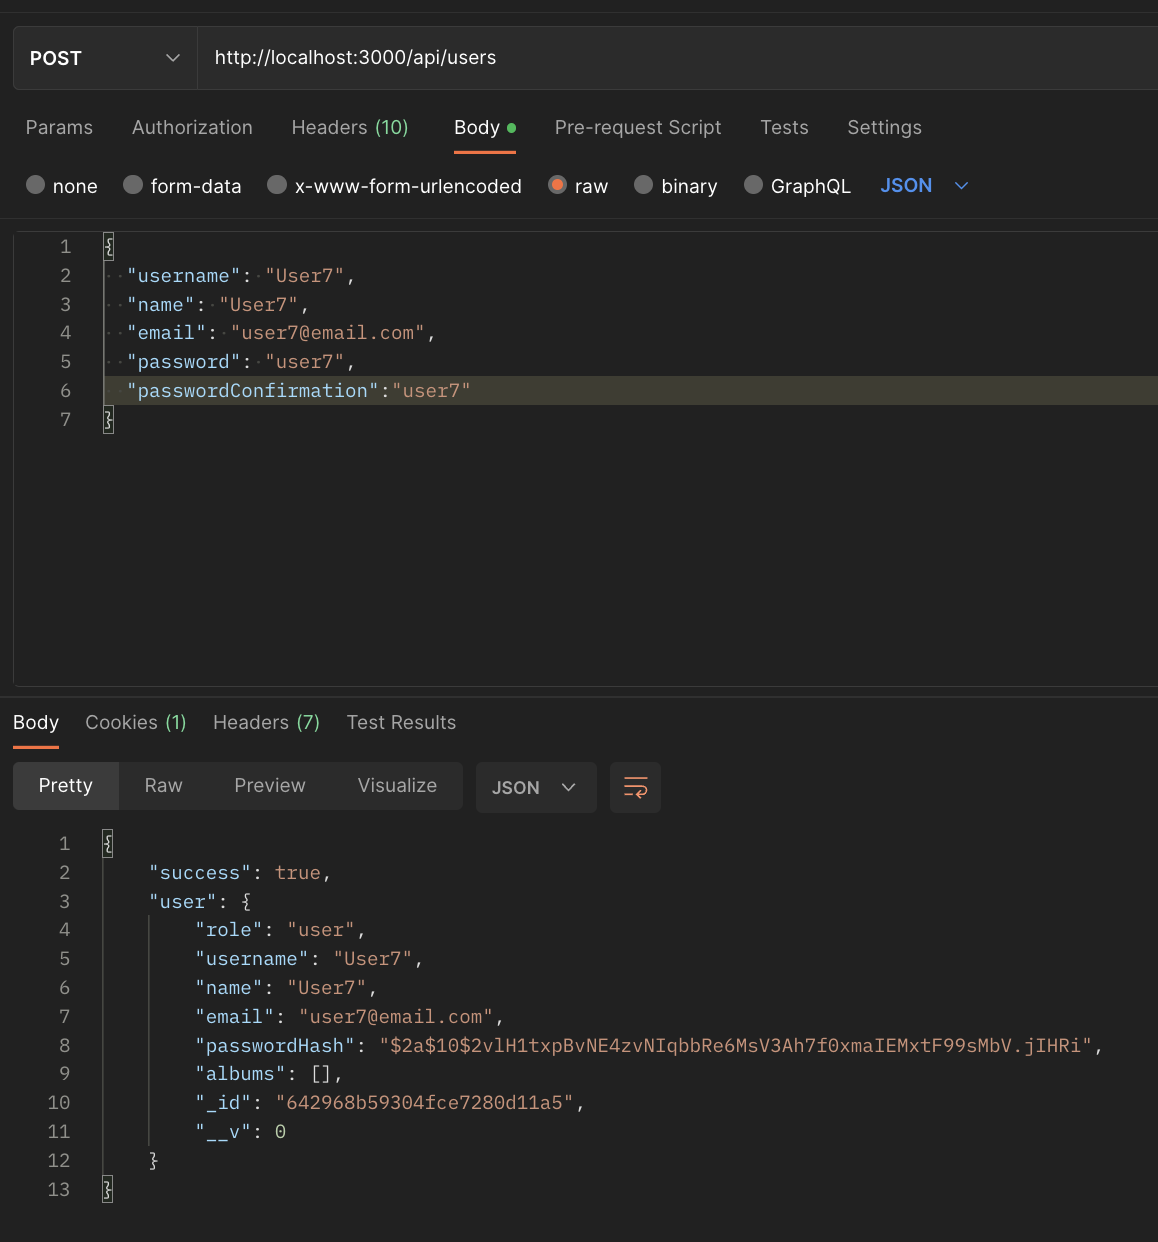 POST http://localhost:3000/api/users
Params Authorization Headers (10) Body Pre-request Script Tests Settings
none form-data x-www-form-urlencoded raw binary GraphQL JSON
1 {
2 "username": "User7",
3 "name": "User7",
4 "email": "user7@email.com",
5 "password": "user7",
6 "passwordConfirmation":"user7"
7 }
Body Cookies (1) Headers (7) Test Results
Pretty Raw Preview Visualize JSON
1 {
2 "success": true,
3 "user": {
4 "role": "user",
5 "username": "User7",
6 "name": "User7",
7 "email": "user7@email.com",
8 "passwordHash": "$2a$10$2vlH1txpBvNE4zvNIqbbRe6MsV3Ah7f0xmaIEMxtF99sMbV.jIHRi",
9 "albums": [],
10 "_id": "642968b59304fce7280d11a5",
11 "__v": 0
12 }
13 }